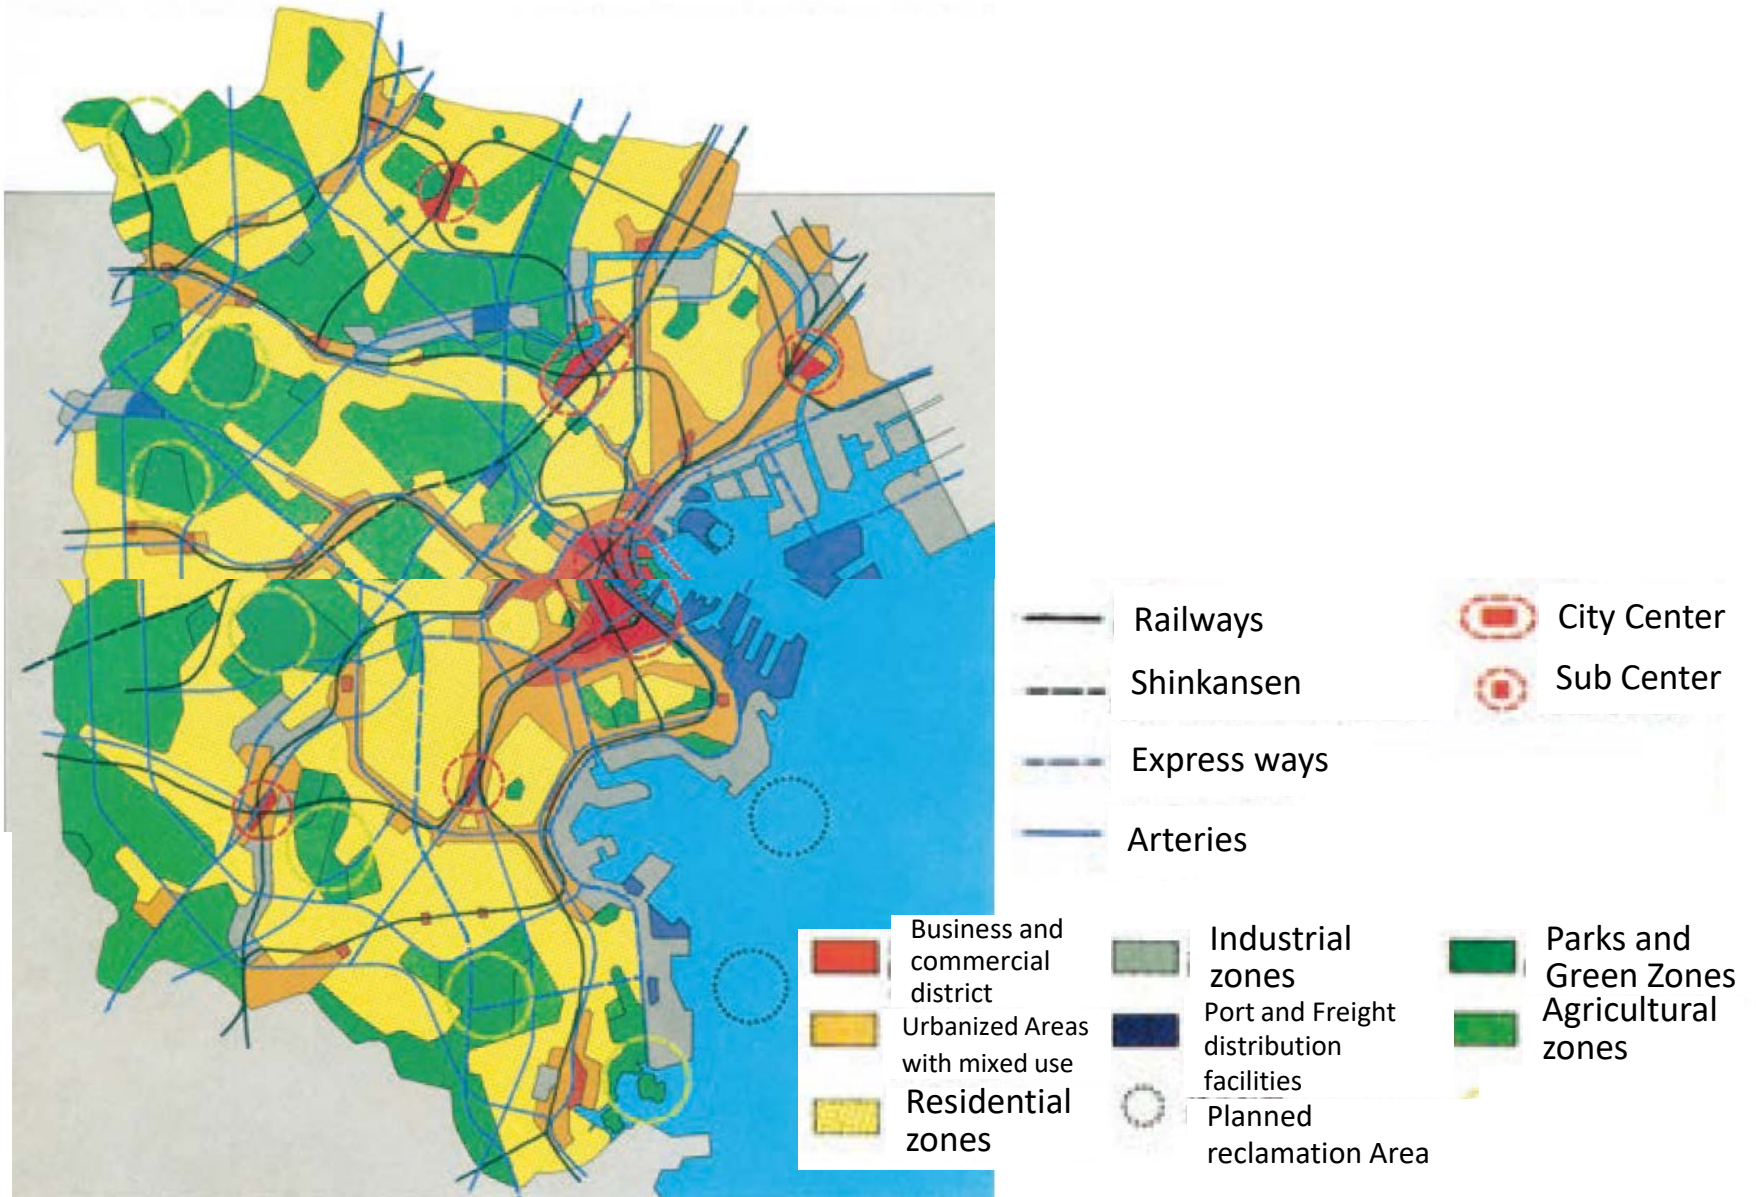 Railways
City Center
Shinkansen
Sub Center
Express ways
Arteries
Business and
commercial
district
Industrial
zones
Parks and
Green Zones
Urbanized Areas
with mixed use
Port and Freight
distribution
facilities
Agricultural
zones
Residential
zones
Planned
reclamation Area